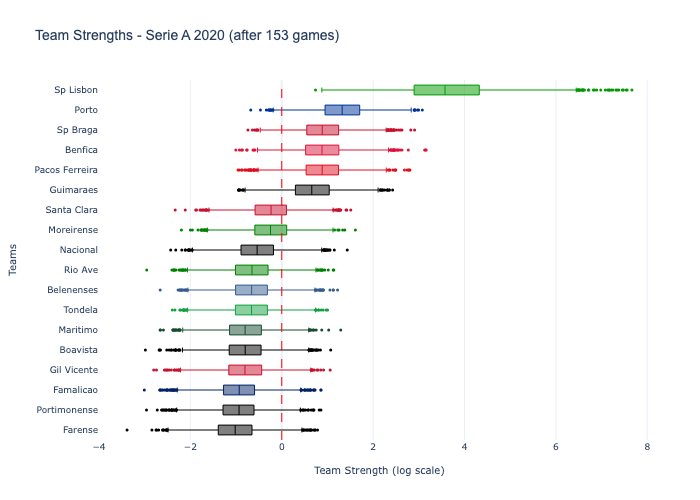 Team Strengths - Serie A 2020 (after 153 games)
Sp Lisbon
Porto
Sp Braga
Benfica
Pacos Ferreira
Guimaraes
Santa Clara
Moreirense
Nacional
Rio Ave
Belenenses
Tondela
Maritimo
Boavista
Gil Vicente
Famalicao
Portimonense
Farense
Teams
−4 −2 0 2 4 6 8
Team Strength (log scale)